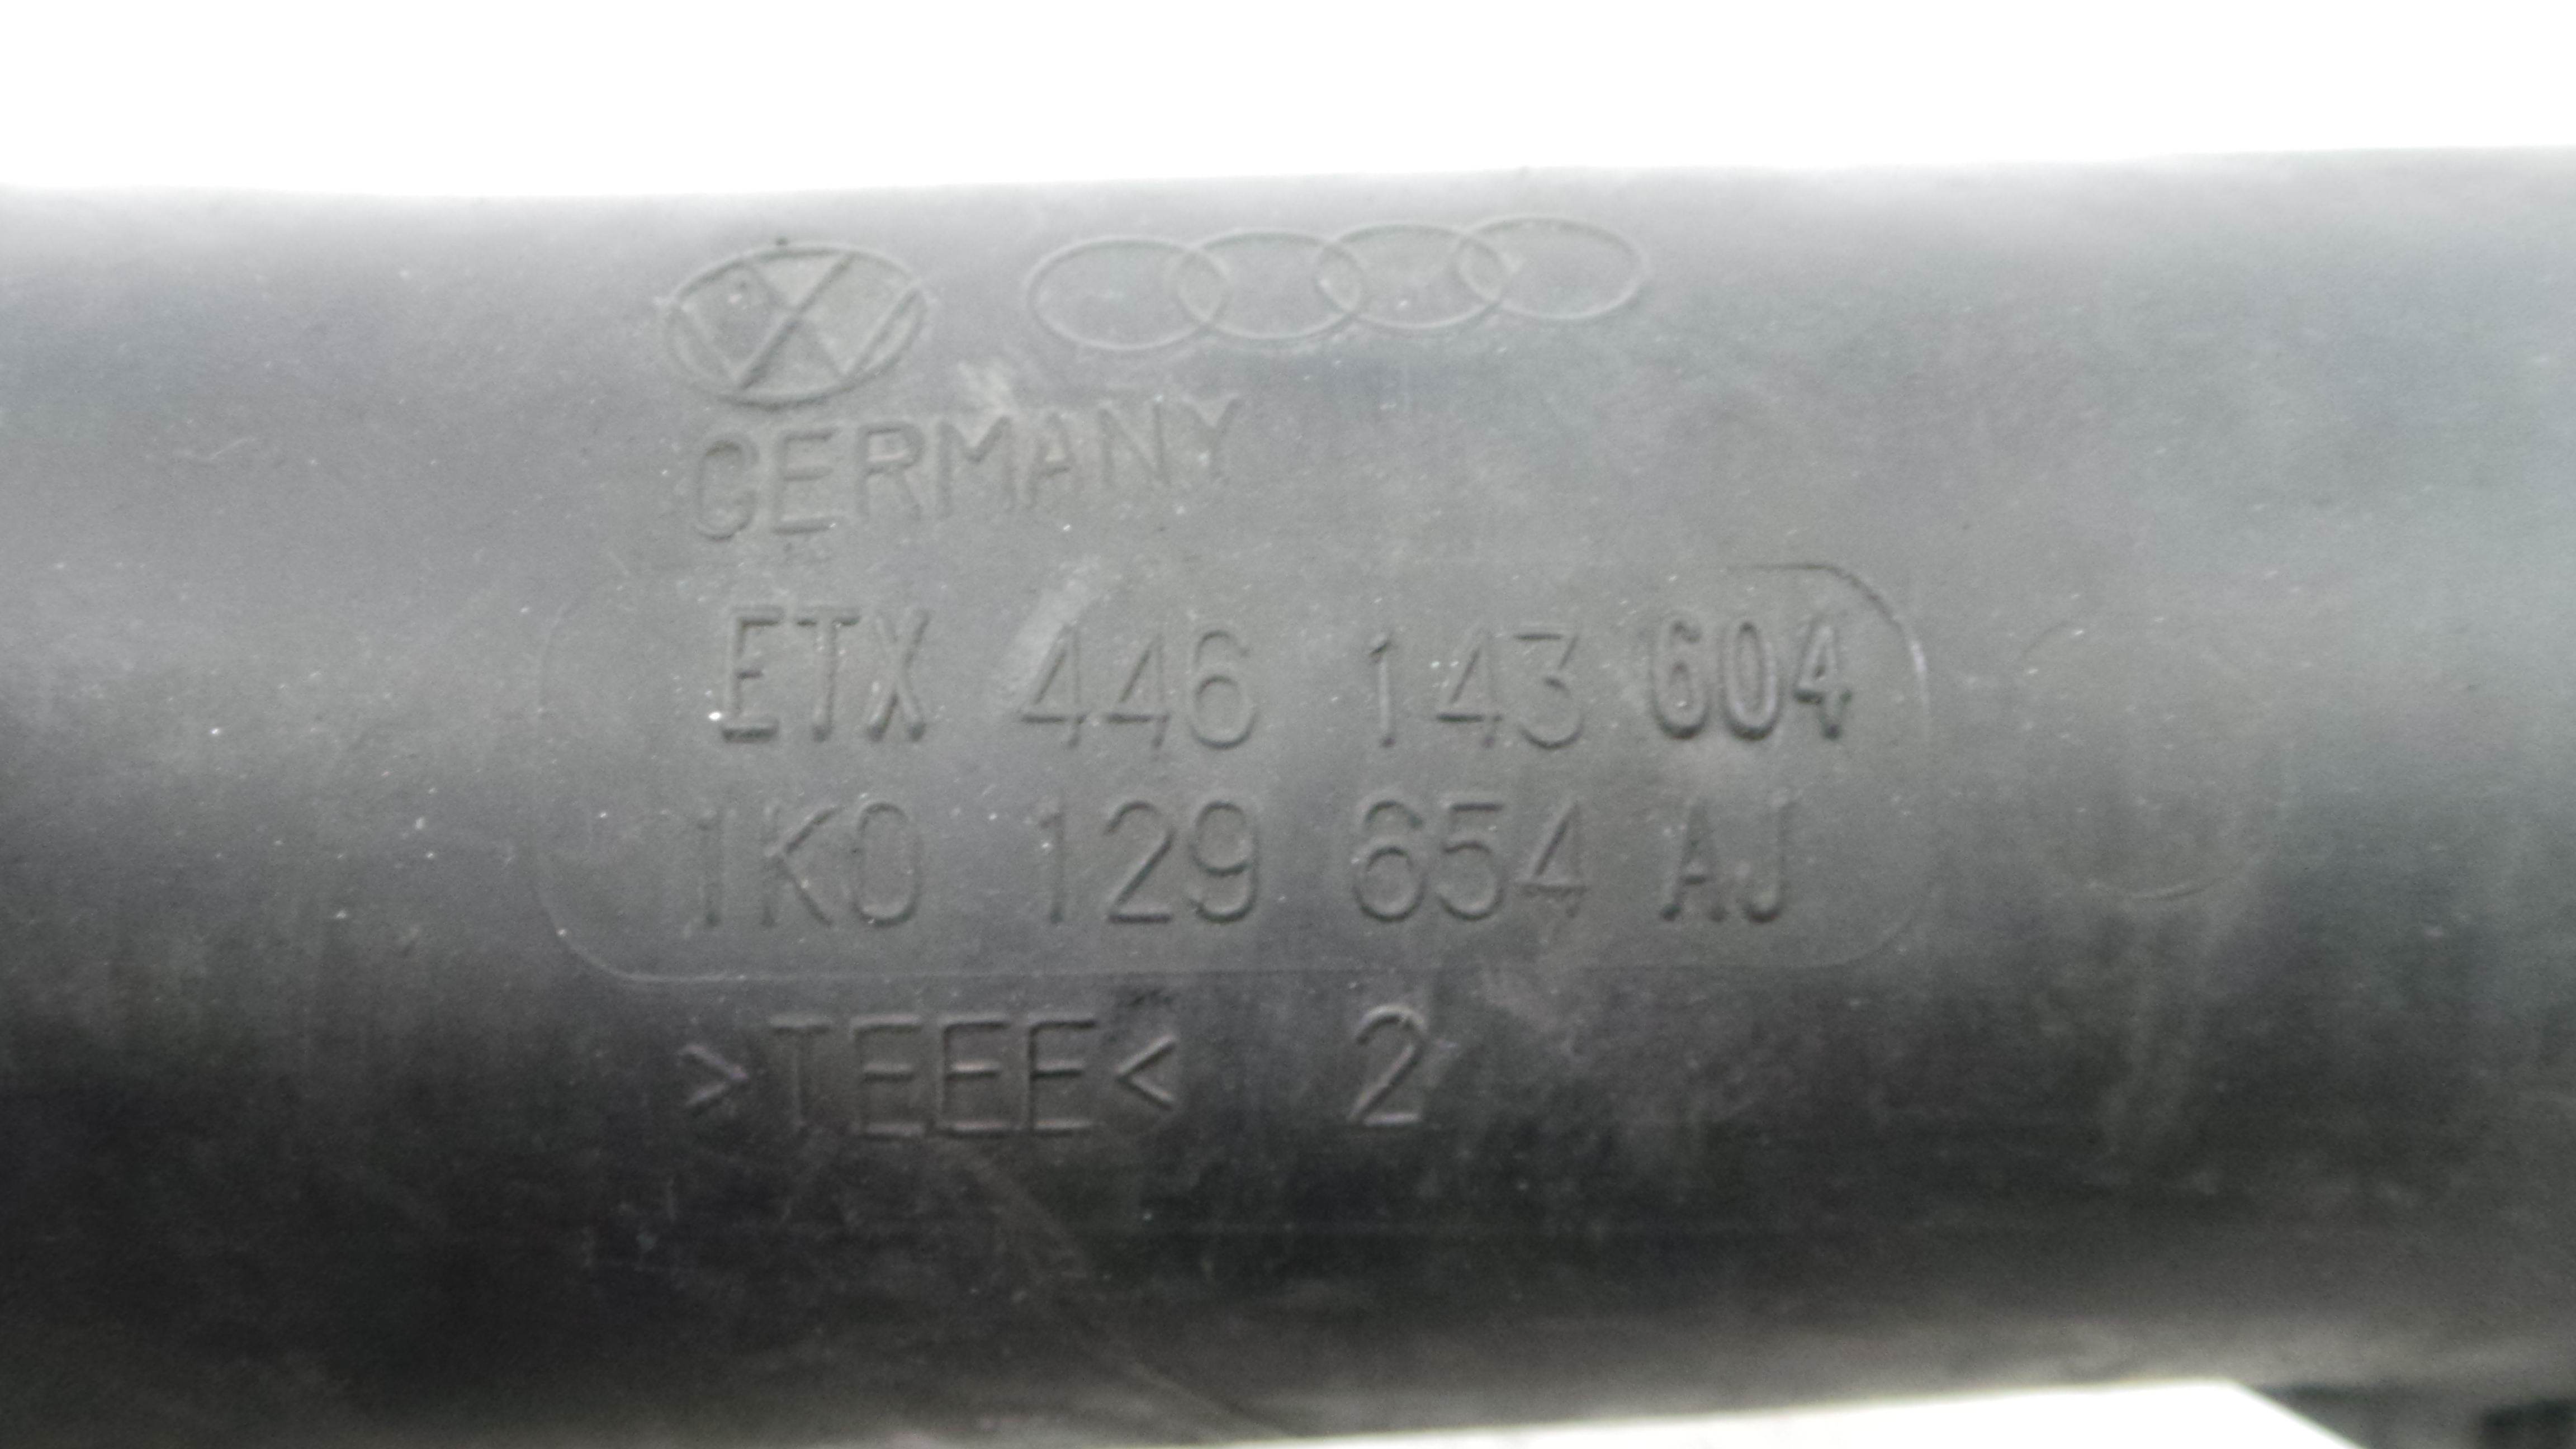 GERMANY
ETX 446 143 604
1K0 129 654 AJ
>TEEE< 2